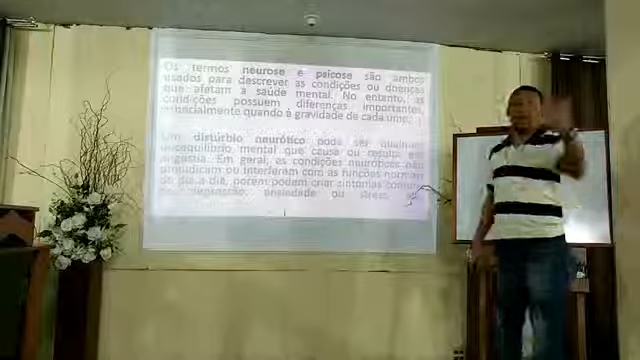 Os termos neurose e psicose são ambos
usados para descrever as condições ou doenças
que afetam a saúde mental. No entanto, as
condições possuem diferenças importantes,
principalmente quando à gravidade de cada uma.
Um distúrbio neurótico pode ser qualquer
desequilíbrio mental que causa ou resulta em
angústia. Em geral, as condições neuróticas não
prejudicam ou interferem com as funções normais
do dia a dia, porém podem criar sintomas comuns
de depressão, ansiedade ou stress.